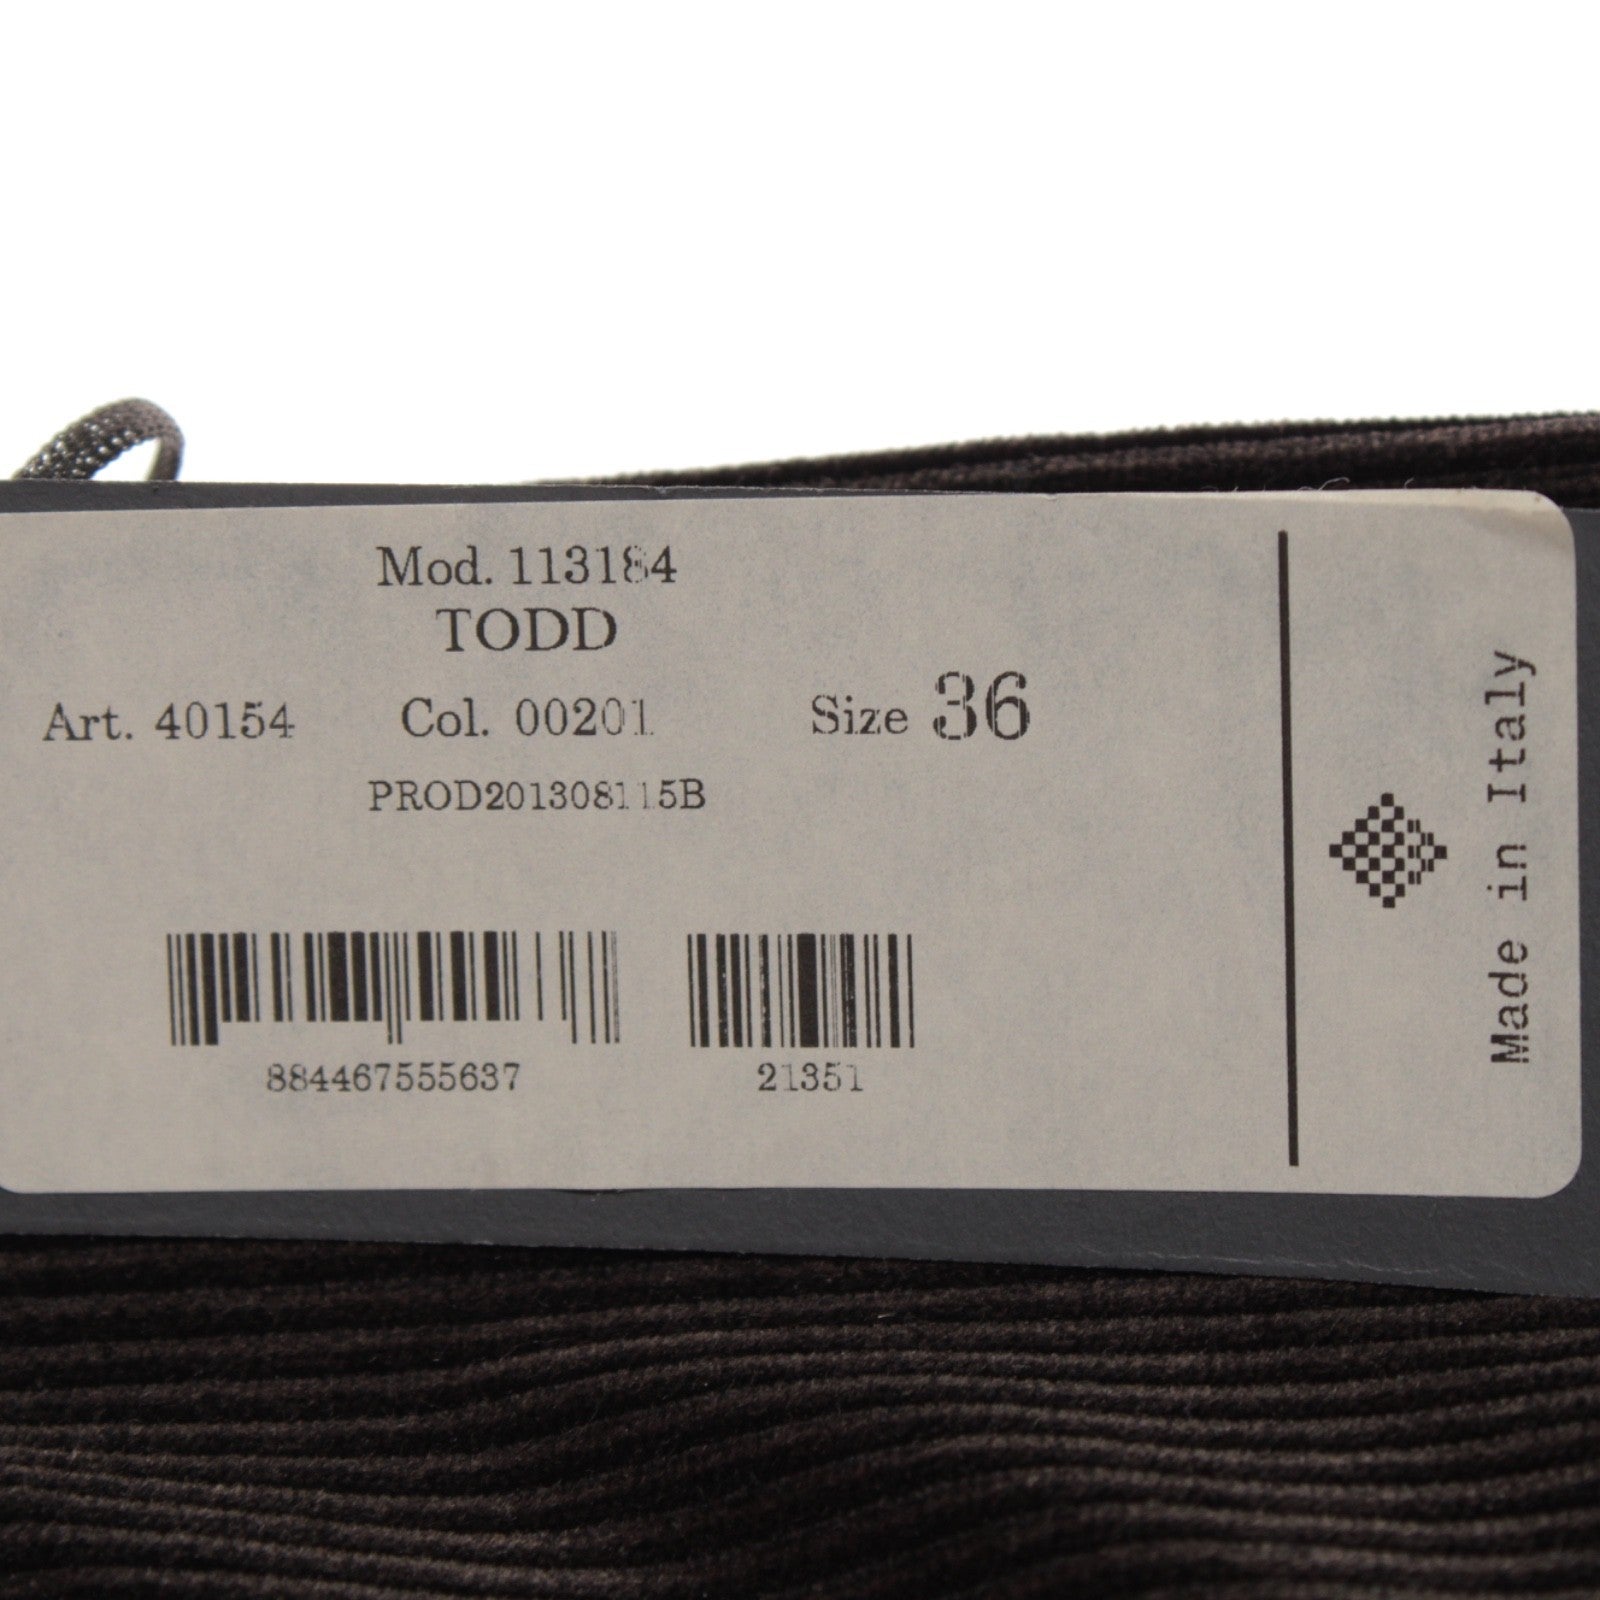 Mod. 113184
TODD
Art. 40154 Col. 00201 Size 36
PROD201308115B
884467555637 21351
Made in Italy